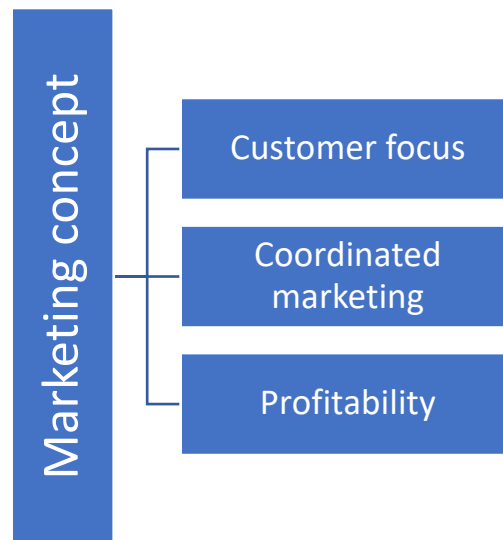 Marketing concept
Customer focus
Coordinated
marketing
Profitability